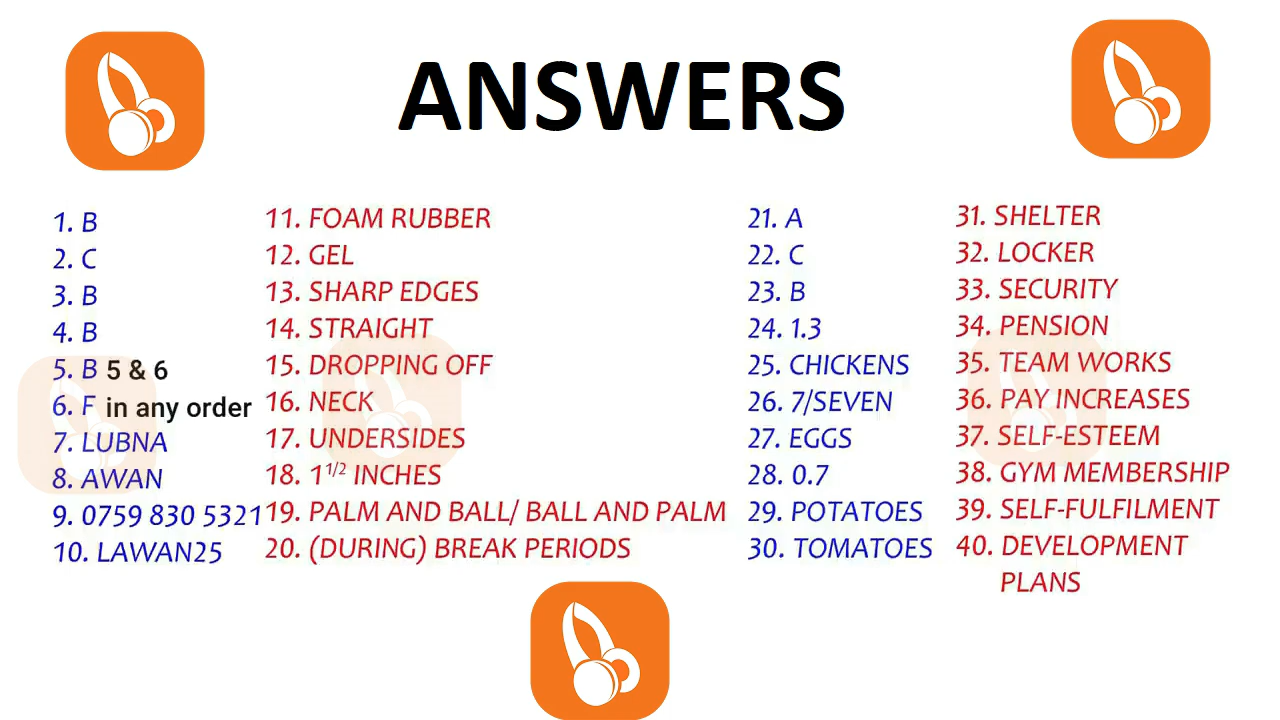 ANSWERS
1. B
2. C
3. B
4. B
5. B 5 & 6
6. F in any order
7. LUBNA
8. AWAN
9. 0759 830 5321
10. LAWAN25
11. FOAM RUBBER
12. GEL
13. SHARP EDGES
14. STRAIGHT
15. DROPPING OFF
16. NECK
17. UNDERSIDES
18. 1 1/2 INCHES
19. PALM AND BALL/ BALL AND PALM
20. (DURING) BREAK PERIODS
21. A
22. C
23. B
24. 1.3
25. CHICKENS
26. 7/SEVEN
27. EGGS
28. 0.7
29. POTATOES
30. TOMATOES
31. SHELTER
32. LOCKER
33. SECURITY
34. PENSION
35. TEAM WORKS
36. PAY INCREASES
37. SELF-ESTEEM
38. GYM MEMBERSHIP
39. SELF-FULFILMENT
40. DEVELOPMENT
PLANS